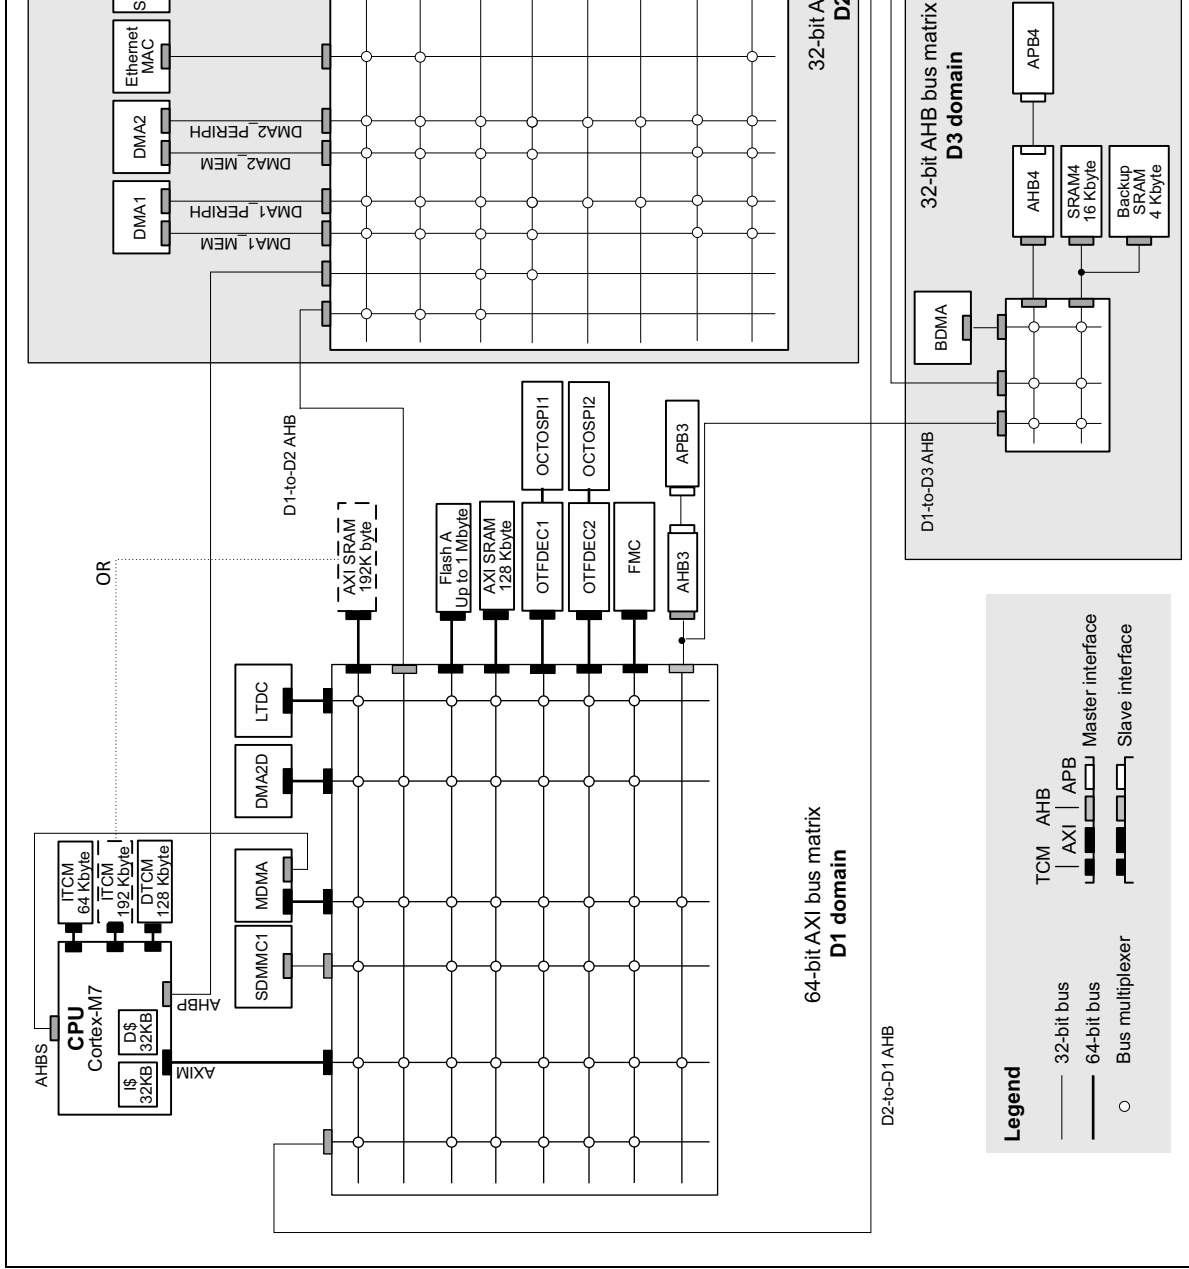 AHBS
CPU
Cortex-M7
I$
32KB
D$
32KB
AXIM
AHBP
ITCM
64 Kbyte
ITCM
192 Kbyte
DTCM
128 Kbyte
OR
SDMMC1
MDMA
DMA2D
LTDC
D1-to-D2 AHB
AXI SRAM
192K byte
Flash A
Up to 1 Mbyte
AXI SRAM
128 Kbyte
OTFDEC1
OCTOSPI1
OTFDEC2
OCTOSPI2
FMC
AHB3
APB3
64-bit AXI bus matrix
D1 domain
D2-to-D1 AHB
DMA1
DMA1_MEM
DMA1_PERIPH
DMA2
DMA2_MEM
DMA2_PERIPH
Ethernet
MAC
S
32-bit A
D2
D1-to-D3 AHB
BDMA
AHB4
APB4
SRAM4
16 Kbyte
Backup
SRAM
4 Kbyte
32-bit AHB bus matrix
D3 domain
Legend
32-bit bus
64-bit bus
Bus multiplexer
TCM AHB
AXI APB
Master interface
Slave interface